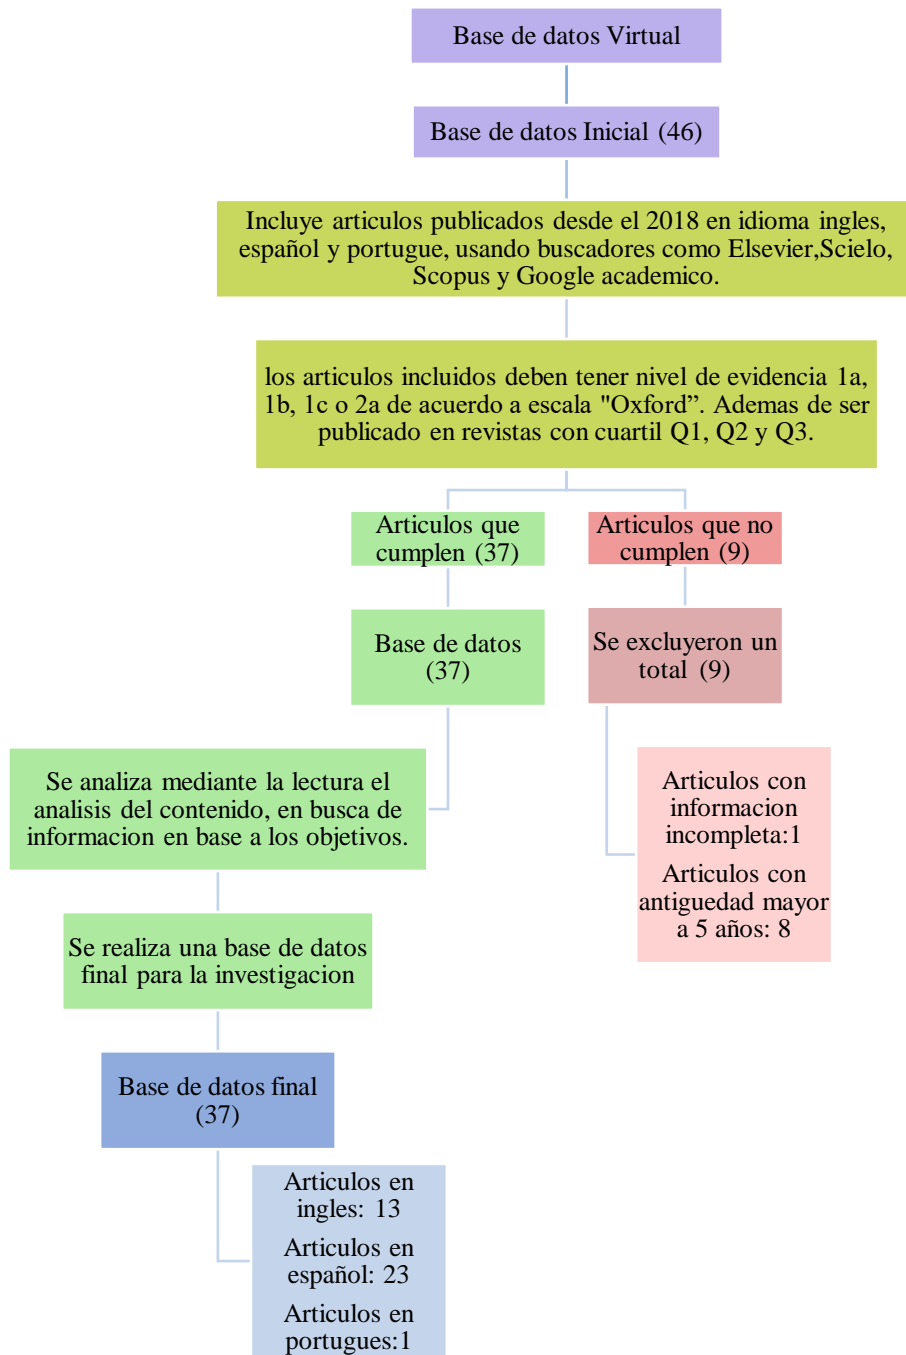 Base de datos Virtual
Base de datos Inicial (46)
Incluye articulos publicados desde el 2018 en idioma ingles,
español y portugue, usando buscadores como Elsevier,Scielo,
Scopus y Google academico.
los articulos incluidos deben tener nivel de evidencia 1a,
1b, 1c o 2a de acuerdo a escala "Oxford”. Ademas de ser
publicado en revistas con cuartil Q1, Q2 y Q3.
Articulos que
cumplen (37)
Articulos que no
cumplen (9)
Base de datos
(37)
Se excluyeron un
total (9)
Se analiza mediante la lectura el
analisis del contenido, en busca de
informacion en base a los objetivos.
Articulos con
informacion
incompleta:1
Articulos con
antiguedad mayor
a 5 años: 8
Se realiza una base de datos
final para la investigacion
Base de datos final
(37)
Articulos en
ingles: 13
Articulos en
español: 23
Articulos en
portugues:1